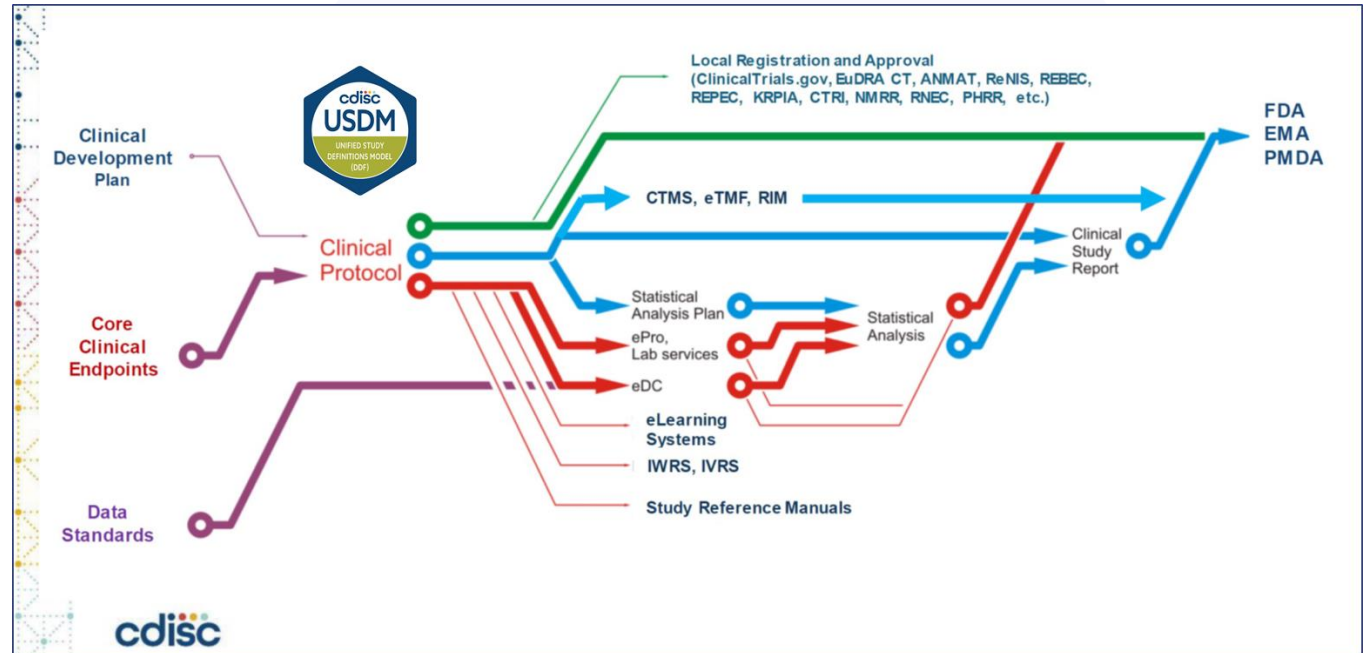 Local Registration and Approval
(ClinicalTrials.gov, EuDRA CT, ANMAT, ReNIS, REBEC,
REPEC, KRPIA, CTRI, NMRR, RNEC, PHRR, etc.)
cdisc
USDM
UNIFIED STUDY
DEFINITIONS MODEL
(DDF)
FDA
EMA
PMDA
Clinical
Development
Plan
CTMS, eTMF, RIM
Clinical
Protocol
Clinical
Study
Report
Statistical
Analysis Plan
Statistical
Analysis
Core
Clinical
Endpoints
ePro,
Lab services
eDC
eLearning
Systems
IWRS, IVRS
Study Reference Manuals
Data
Standards
cdisc